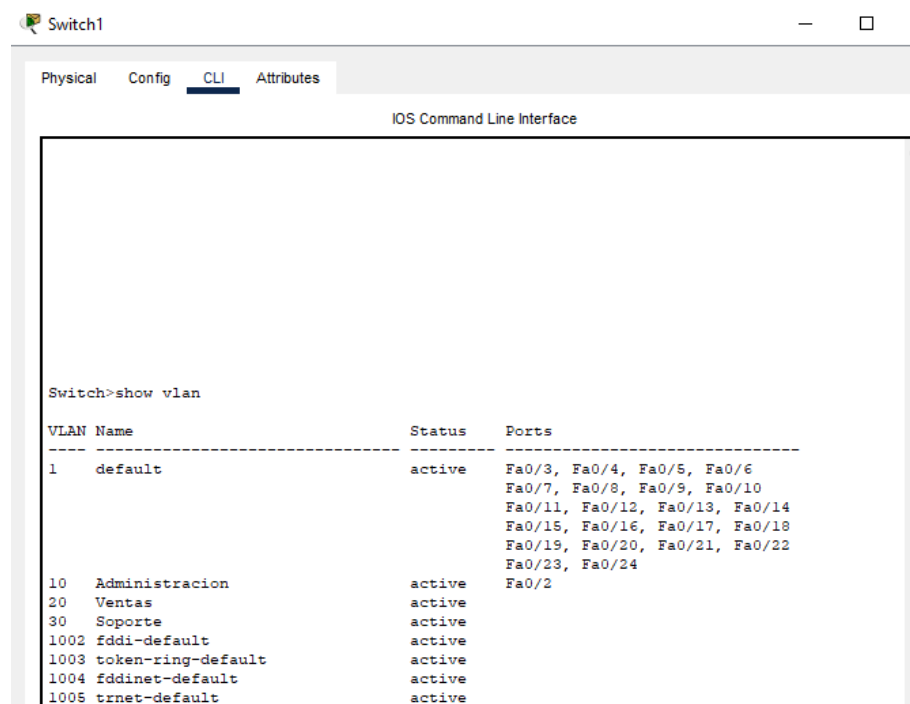 Switch1
Physical Config CLI Attributes
IOS Command Line Interface
Switch>show vlan
VLAN Name                             Status    Ports
---- -------------------------------- --------- -------------------------------
1    default                          active    Fa0/3, Fa0/4, Fa0/5, Fa0/6
                                                Fa0/7, Fa0/8, Fa0/9, Fa0/10
                                                Fa0/11, Fa0/12, Fa0/13, Fa0/14
                                                Fa0/15, Fa0/16, Fa0/17, Fa0/18
                                                Fa0/19, Fa0/20, Fa0/21, Fa0/22
                                                Fa0/23, Fa0/24
10   Administracion                   active    Fa0/2
20   Ventas                           active
30   Soporte                          active
1002 fddi-default                     active
1003 token-ring-default               active
1004 fddinet-default                  active
1005 trnet-default                    active